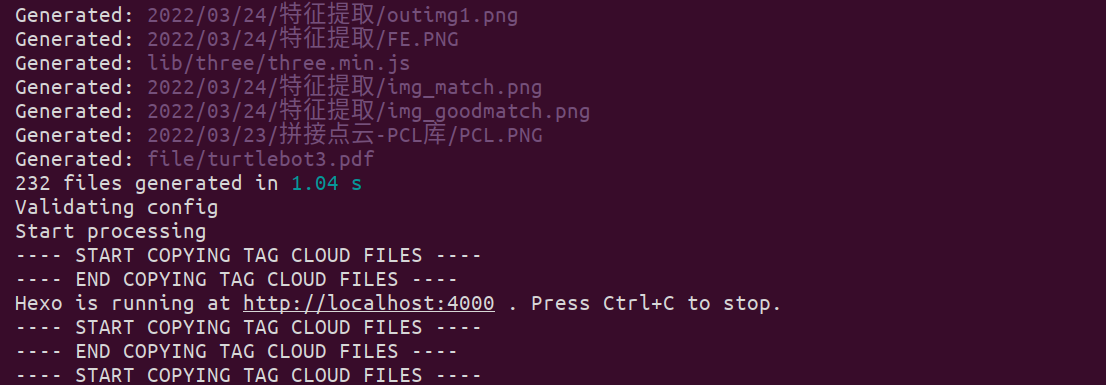 Generated: 2022/03/24/特征提取/outimg1.png
Generated: 2022/03/24/特征提取/FE.PNG
Generated: lib/three/three.min.js
Generated: 2022/03/24/特征提取/img_match.png
Generated: 2022/03/24/特征提取/img_goodmatch.png
Generated: 2022/03/23/拼接点云-PCL库/PCL.PNG
Generated: file/turtlebot3.pdf
232 files generated in 1.04 s
Validating config
Start processing
---- START COPYING TAG CLOUD FILES ----
---- END COPYING TAG CLOUD FILES ----
Hexo is running at http://localhost:4000 . Press Ctrl+C to stop.
---- START COPYING TAG CLOUD FILES ----
---- END COPYING TAG CLOUD FILES ----
---- START COPYING TAG CLOUD FILES ----